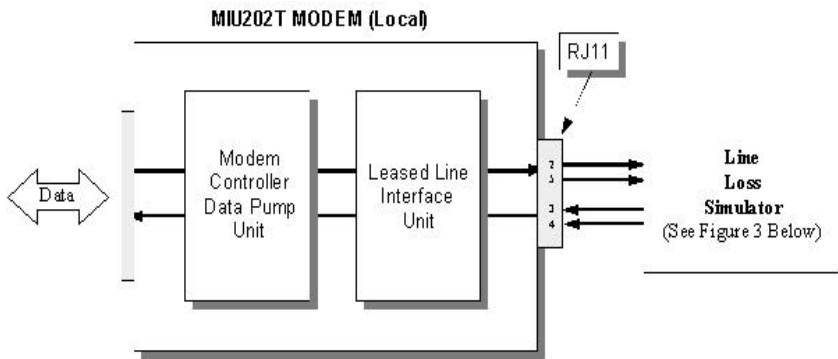 MIU202T MODEM (Local)
RJ11
Data
Modem
Controller
Data Pump
Unit
Leased Line
Interface
Unit
2
5
3
4
Line
Loss
Simulator
(See Figure 3 Below)